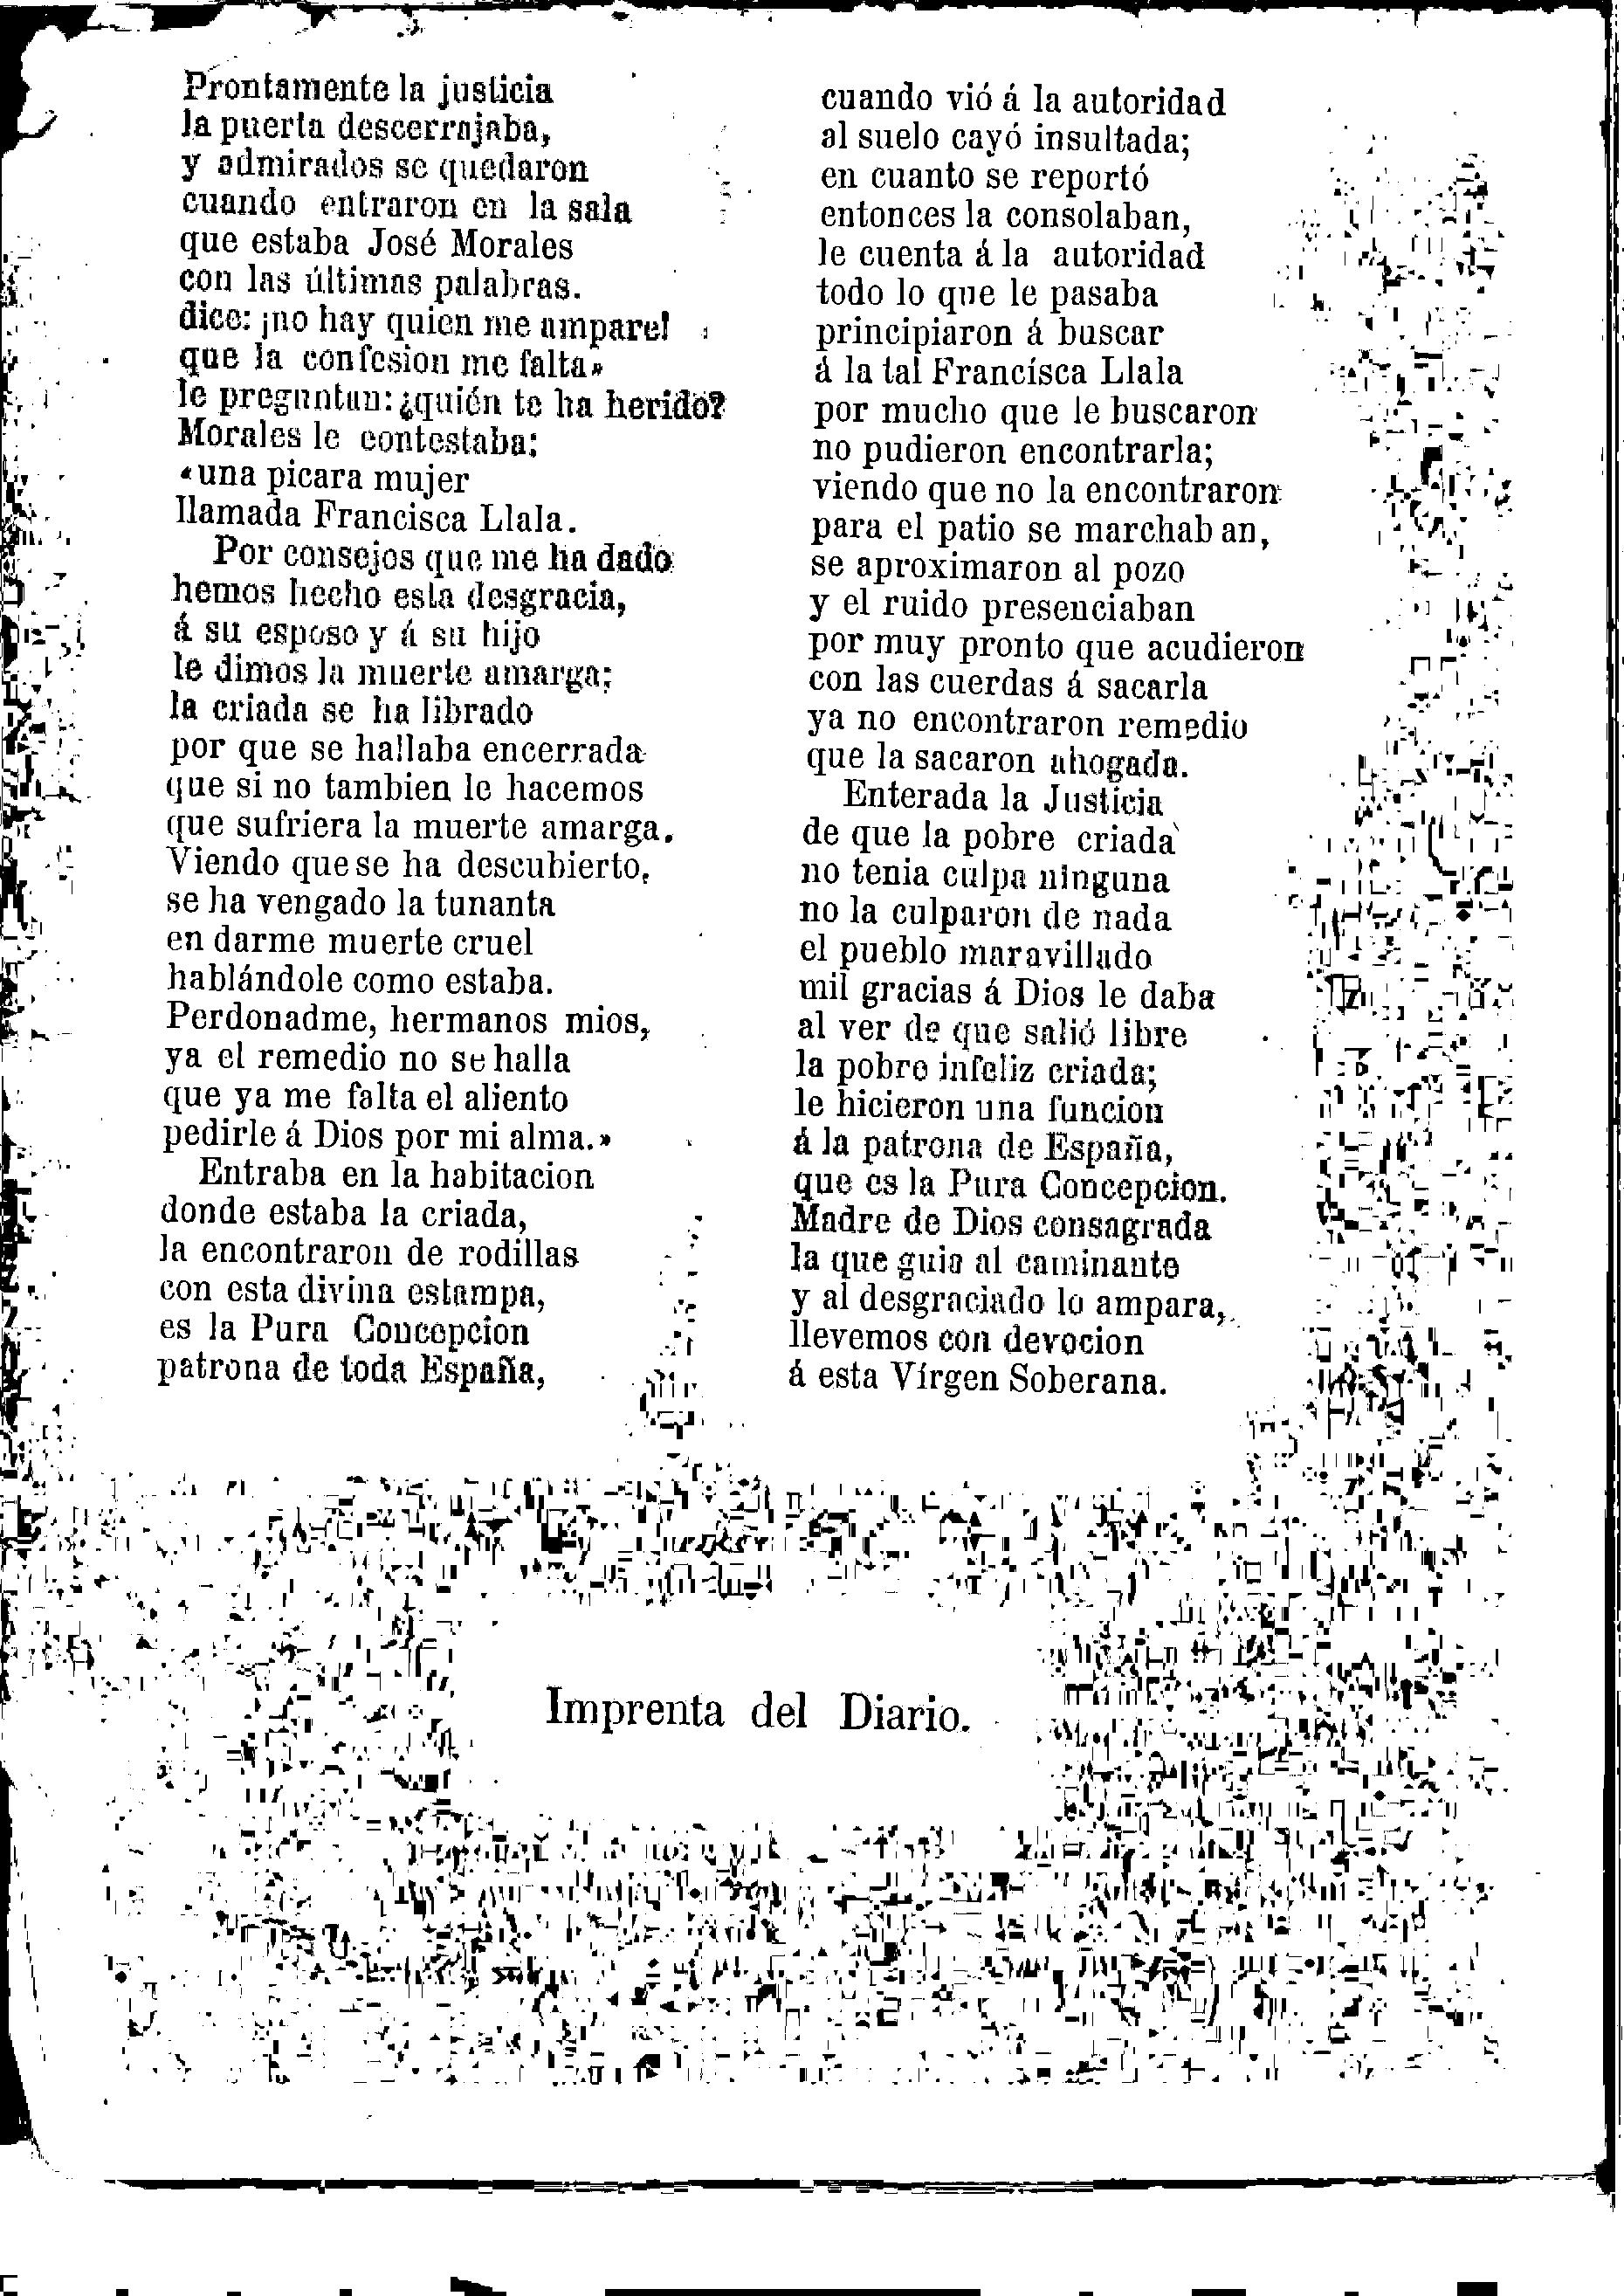 Prontamente la justicia
la puerta descerrajaba,
y admirados se quedaron
cuando entraron en la sala
que estaba José Morales
con las últimas palabras.
dice: ¡no hay quien me ampare!
que la confesion me falta»
le preguntan: ¿quién te ha herido?
Morales le contestaba:
«una picara mujer
llamada Francisca Llala.
Por consejos que me ha dado
hemos hecho esta desgracia,
á su esposo y á su hijo
le dimos la muerte amarga;
la criada se ha librado
por que se hallaba encerrada
que si no tambien le hacemos
que sufriera la muerte amarga.
Viendo que se ha descubierto,
se ha vengado la tunanta
en darme muerte cruel
hablándole como estaba.
Perdonadme, hermanos mios,
ya el remedio no se halla
que ya me falta el aliento
pedirle á Dios por mi alma.»
Entraba en la habitacion
donde estaba la criada,
la encontraron de rodillas
con esta divina estampa,
es la Pura Concepcion
patrona de toda España,
cuando vió á la autoridad
al suelo cayó insultada;
en cuanto se reportó
entonces la consolaban,
le cuenta á la autoridad
todo lo que le pasaba
principiaron á buscar
á la tal Francísca Llala
por mucho que le buscaron
no pudieron encontrarla;
viendo que no la encontraron
para el patio se marchaban,
se aproximaron al pozo
y el ruido presenciaban
por muy pronto que acudieron
con las cuerdas á sacarla
ya no encontraron remedio
que la sacaron ahogada.
Enterada la Justicia
de que la pobre criada
no tenia culpa ninguna
no la culparon de nada
el pueblo maravillado
mil gracias á Dios le daba
al ver de que salió libre
la pobre infeliz criada;
le hicieron una funcion
á la patrona de España,
que es la Pura Concepcion.
Madre de Dios consagrada
la que guia al caminante
y al desgraciado lo ampara,
llevemos con devocion
á esta Vírgen Soberana.
Imprenta del Diario.